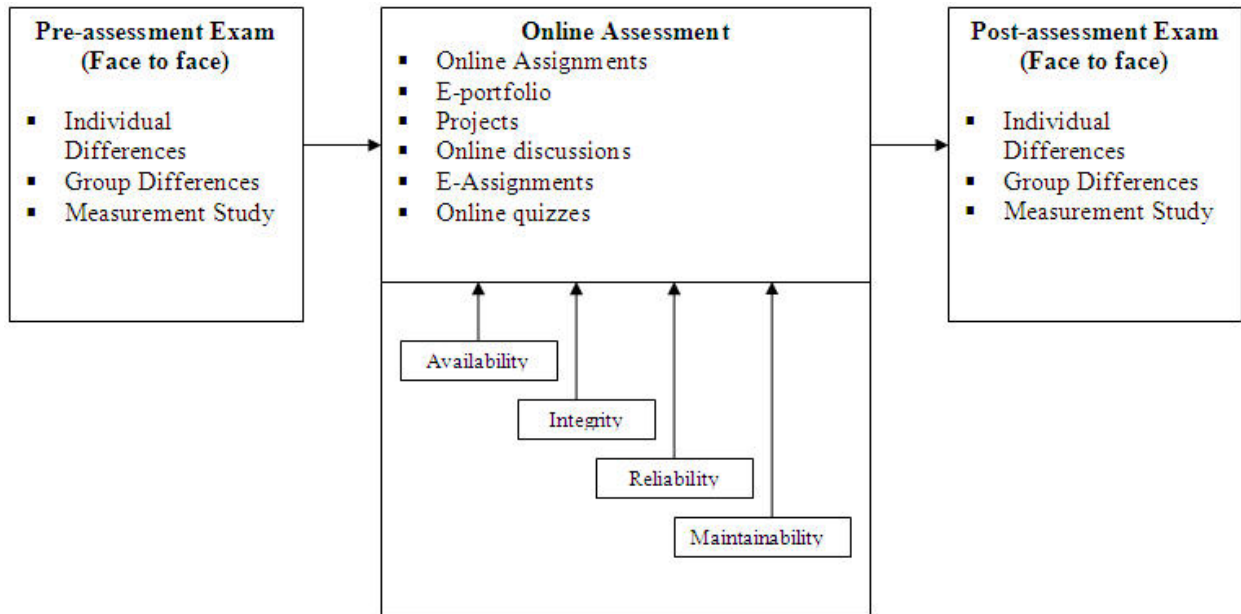 Pre-assessment Exam
(Face to face)
▪ Individual
Differences
▪ Group Differences
▪ Measurement Study
Online Assessment
▪ Online Assignments
▪ E-portfolio
▪ Projects
▪ Online discussions
▪ E-Assignments
▪ Online quizzes
Post-assessment Exam
(Face to face)
▪ Individual
Differences
▪ Group Differences
▪ Measurement Study
Availability
Integrity
Reliability
Maintainability